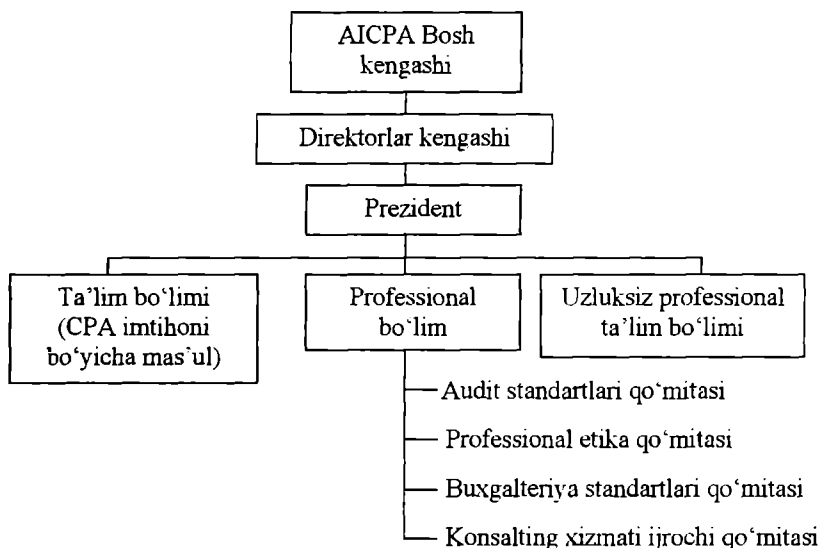 AICPA Bosh
kengashi
Direktorlar kengashi
Prezident
Ta’lim bo‘limi
(CPA imtihoni
bo‘yicha mas’ul)
Professional
bo‘lim
Uzluksiz professional
ta’lim bo‘limi
Audit standartlari qo‘mitasi
Professional etika qo‘mitasi
Buxgalteriya standartlari qo‘mitasi
Konsalting xizmati ijrochi qo‘mitasi